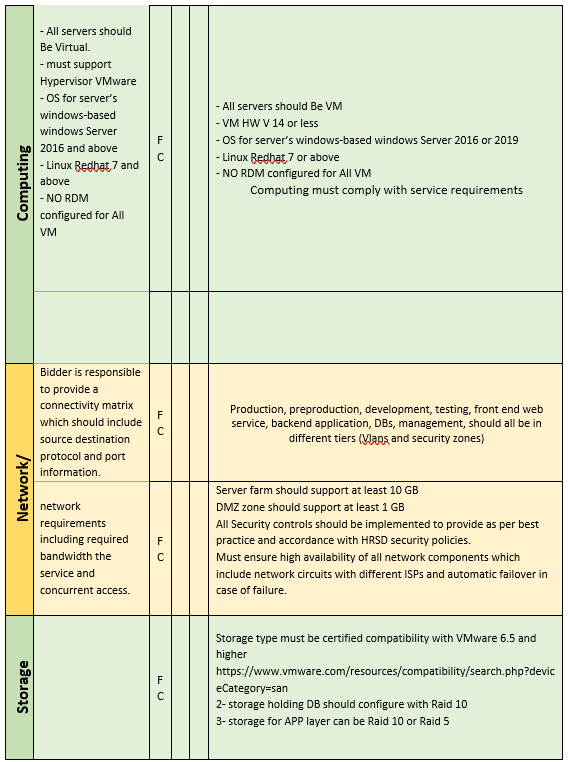 Computing
- All servers should
Be Virtual.
- must support
Hypervisor VMware
- OS for server's
windows-based
windows Server
2016 and above
- Linux Redhat 7 and
above
- NO RDM
configured for All
VM
F
C
- All servers should Be VM
- VM HW V 14 or less
- OS for server's windows-based windows Server 2016 or 2019
- Linux Redhat 7 or above
- NO RDM configured for All VM
Computing must comply with service requirements
Network/
Bidder is responsible
to provide a
connectivity matrix
which should include
source destination
protocol and port
information.
F
C
Production, preproduction, development, testing, front end web
service, backend application, DBs, management, should all be in
different tiers (Vlans and security zones)
network
requirements
including required
bandwidth the
service and
concurrent access.
F
C
Server farm should support at least 10 GB
DMZ zone should support at least 1 GB
All Security controls should be implemented to provide as per best
practice and accordance with HRSD security policies.
Must ensure high availability of all network components which
include network circuits with different ISPs and automatic failover in
case of failure.
Storage
F
C
Storage type must be certified compatibility with VMware 6.5 and
higher
https://www.vmware.com/resources/compatibility/search.php?devic
eCategory=san
2- storage holding DB should configure with Raid 10
3- storage for APP layer can be Raid 10 or Raid 5